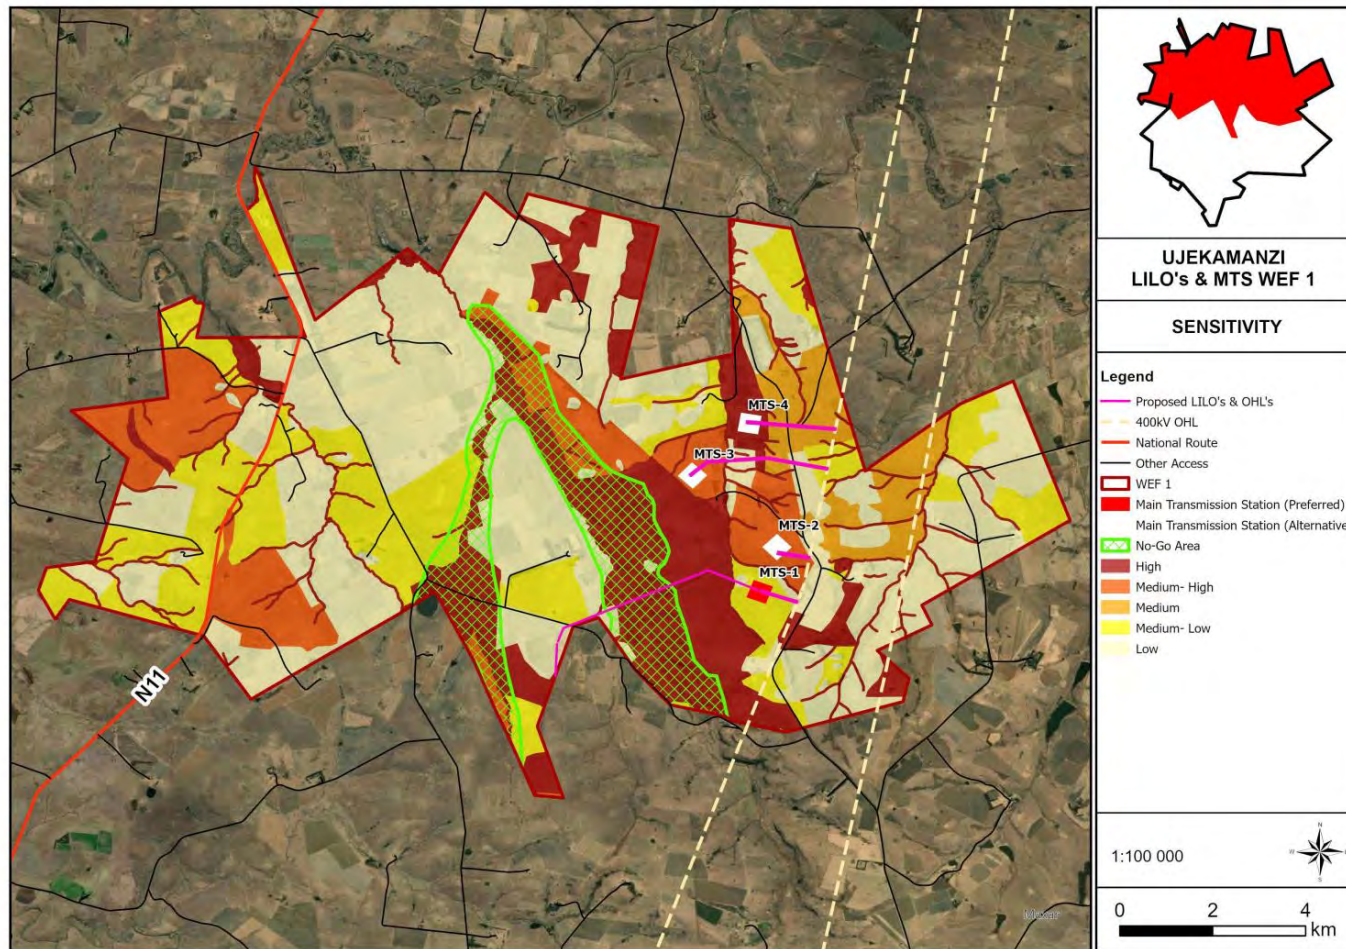 MTS-4
MTS-3
MTS-2
MTS-1
N11
Maxar
UJEKAMANZI
LILO's & MTS WEF 1
SENSITIVITY
Legend
Proposed LILO's & OHL's
400kV OHL
National Route
Other Access
WEF 1
Main Transmission Station (Preferred)
Main Transmission Station (Alternative
No-Go Area
High
Medium- High
Medium
Medium- Low
Low
1:100 000
N
W
S
0 2 4
km